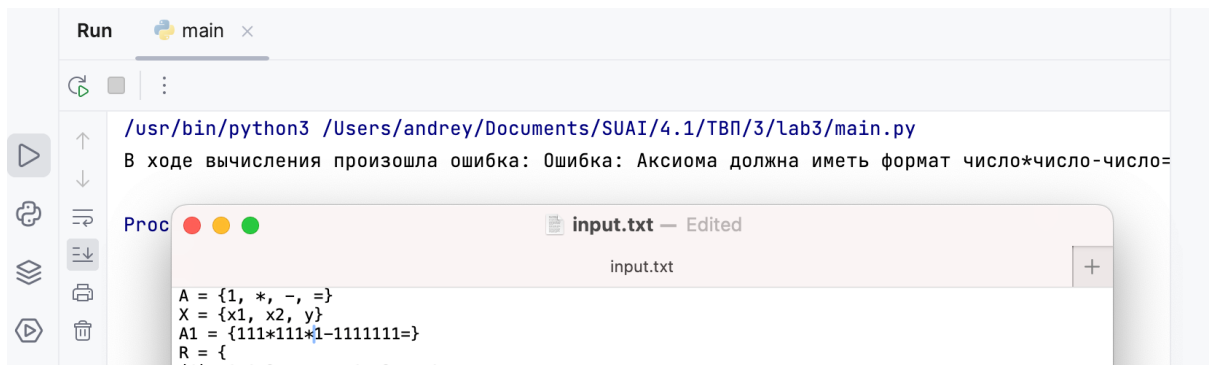 Run main
/usr/bin/python3 /Users/andrey/Documents/SUAI/4.1/ТВП/3/lab3/main.py
В ходе вычисления произошла ошибка: Ошибка: Аксиома должна иметь формат число*число-число=
Proc
input.txt — Edited
input.txt
A = {1, *, -, =}
X = {x1, x2, y}
A1 = {111*111*1-1111111=}
R = {